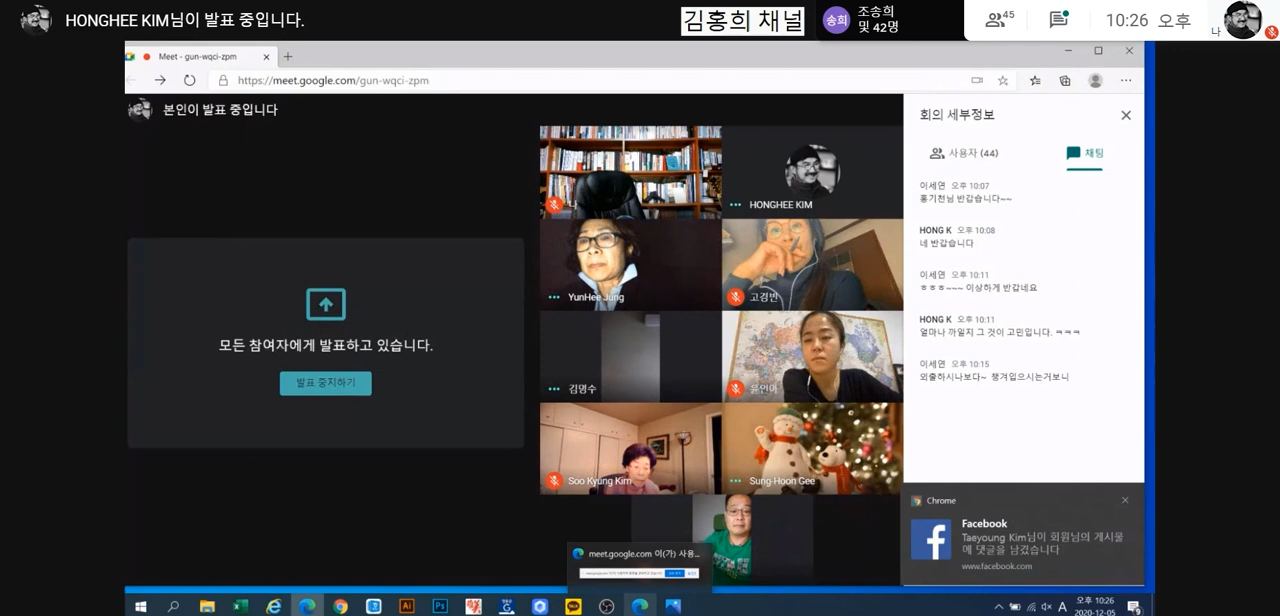 HONGHEE KIM님이 발표 중입니다.
김홍희 채널
송희
조송희
및 42명
45
10:26 오후
나
Meet - gun-wqci-zpm
https://meet.google.com/gun-wqci-zpm
본인이 발표 중입니다
회의 세부정보
사용자 (44)
채팅
이세연 오후 10:07
홍기천님 반갑습니다~~
HONG K 오후 10:08
네 반갑습니다
이세연 오후 10:11
ㅎㅎㅎ~~~ 이상하게 반갑네요
HONG K 오후 10:11
얼마나 까일지 그 것이 고민입니다. ㅋㅋㅋ
이세연 오후 10:15
외출하시나보다~ 챙겨입으시는거보니
모든 참여자에게 발표하고 있습니다.
발표 중지하기
HONGHEE KIM
YunHee Jung
고경빈
김명수
윤인아
Soo Kyung Kim
Sung-Hoon Gee
meet.google.com 이(가) 사용...
Chrome
Facebook
Taeyoung Kim님이 회원님의 게시물
에 댓글을 남겼습니다
www.facebook.com
Ai
Ps
A
오후 10:26
2020-12-05
9